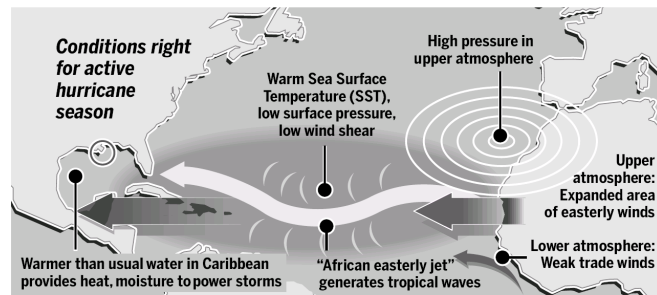 Conditions right
for active
hurricane
season
High pressure in
upper atmosphere
Warm Sea Surface
Temperature (SST),
low surface pressure,
low wind shear
Upper
atmosphere:
Expanded area
of easterly winds
Lower atmosphere:
Weak trade winds
Warmer than usual water in Caribbean
provides heat, moisture to power storms
“African easterly jet”
generates tropical waves